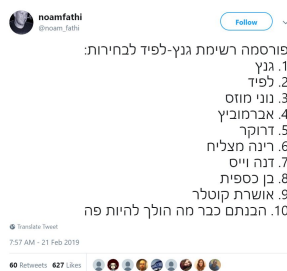 noamfathi
@noam_fathi
Follow
פורסמה רשימת גנץ-לפיד לבחירות:
1. גנץ
2. לפיד
3. נוני מוזס
4. אברמוביץ
5. דרוקר
6. רינה מצליח
7. דנה וייס
8. בן כספית
9. אושרת קוטלר
10. הבנתם כבר מה הולך להיות פה
Translate Tweet
7:57 AM - 21 Feb 2019
60 Retweets 627 Likes